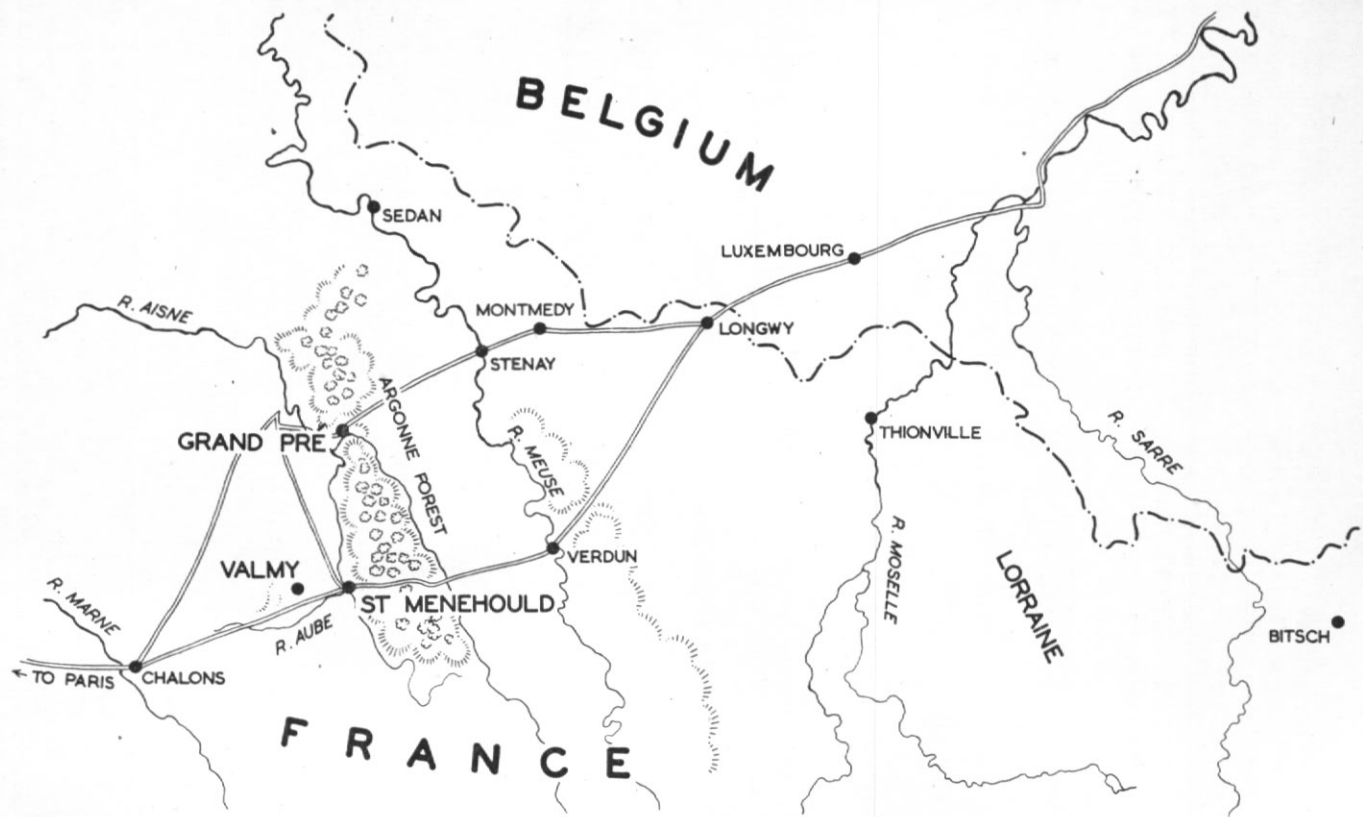 BELGIUM
SEDAN
LUXEMBOURG
R. AISNE
MONTMEDY
LONGWY
STENAY
ARGONNE FOREST
GRAND PRÉ
R. MEUSE
THIONVILLE
R. SARRE
VERDUN
R. MOSELLE
LORRAINE
VALMY
ST MENEHOULD
R. MARNE
R. AUBE
BITSCH
← TO PARIS
CHALONS
FRANCE